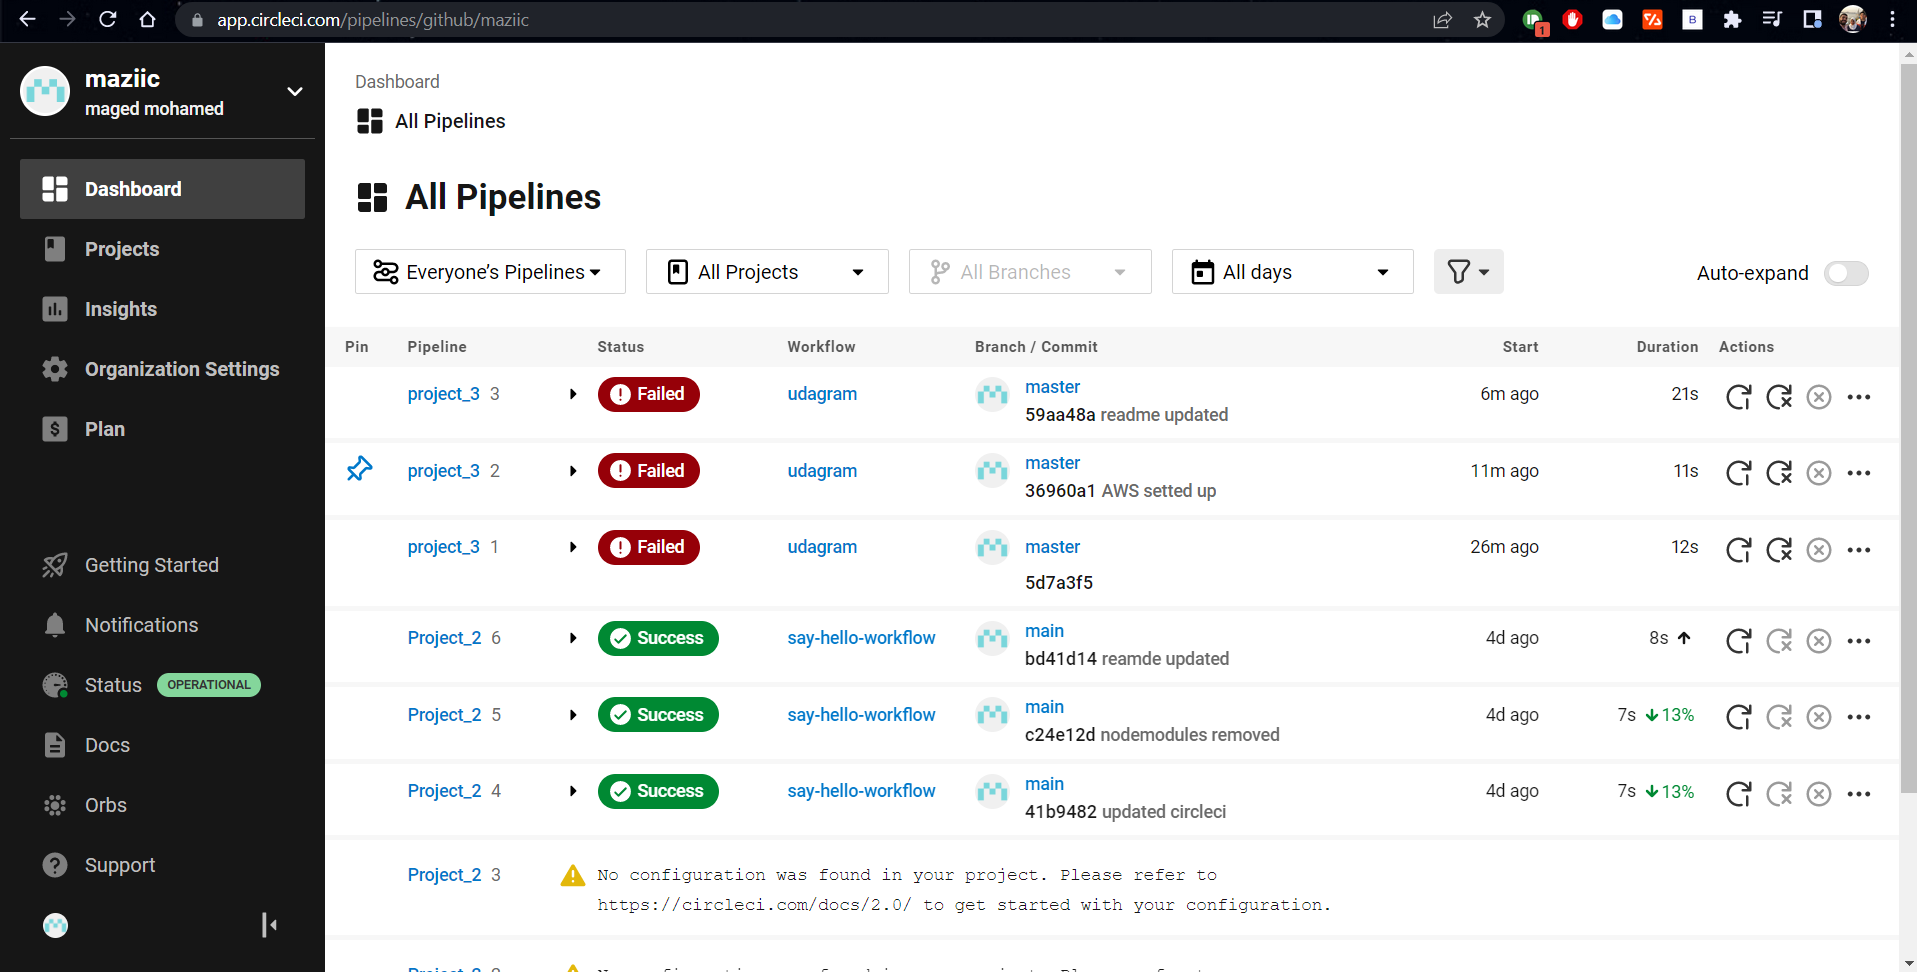 app.circleci.com/pipelines/github/maziic
1
B
maziic
maged mohamed
Dashboard
Projects
Insights
Organization Settings
Plan
Getting Started
Notifications
Status OPERATIONAL
Docs
Orbs
Support
Dashboard
All Pipelines
All Pipelines
Everyone’s Pipelines
All Projects
All Branches
All days
Auto-expand
Pin Pipeline Status Workflow Branch / Commit Start Duration Actions
project_3 3 Failed udagram master 6m ago 21s
59aa48a readme updated
project_3 2 Failed udagram master 11m ago 11s
36960a1 AWS setted up
project_3 1 Failed udagram master 26m ago 12s
5d7a3f5
Project_2 6 Success say-hello-workflow main 4d ago 8s
bd41d14 reamde updated
Project_2 5 Success say-hello-workflow main 4d ago 7s 13%
c24e12d nodemodules removed
Project_2 4 Success say-hello-workflow main 4d ago 7s 13%
41b9482 updated circleci
Project_2 3 No configuration was found in your project. Please refer to
https://circleci.com/docs/2.0/ to get started with your configuration.